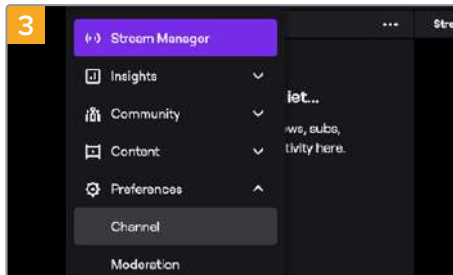 3
Stream Manager
Stre
Insights
iet...
Community
ws, subs,
Content
tivity here.
Preferences
Channel
Moderation